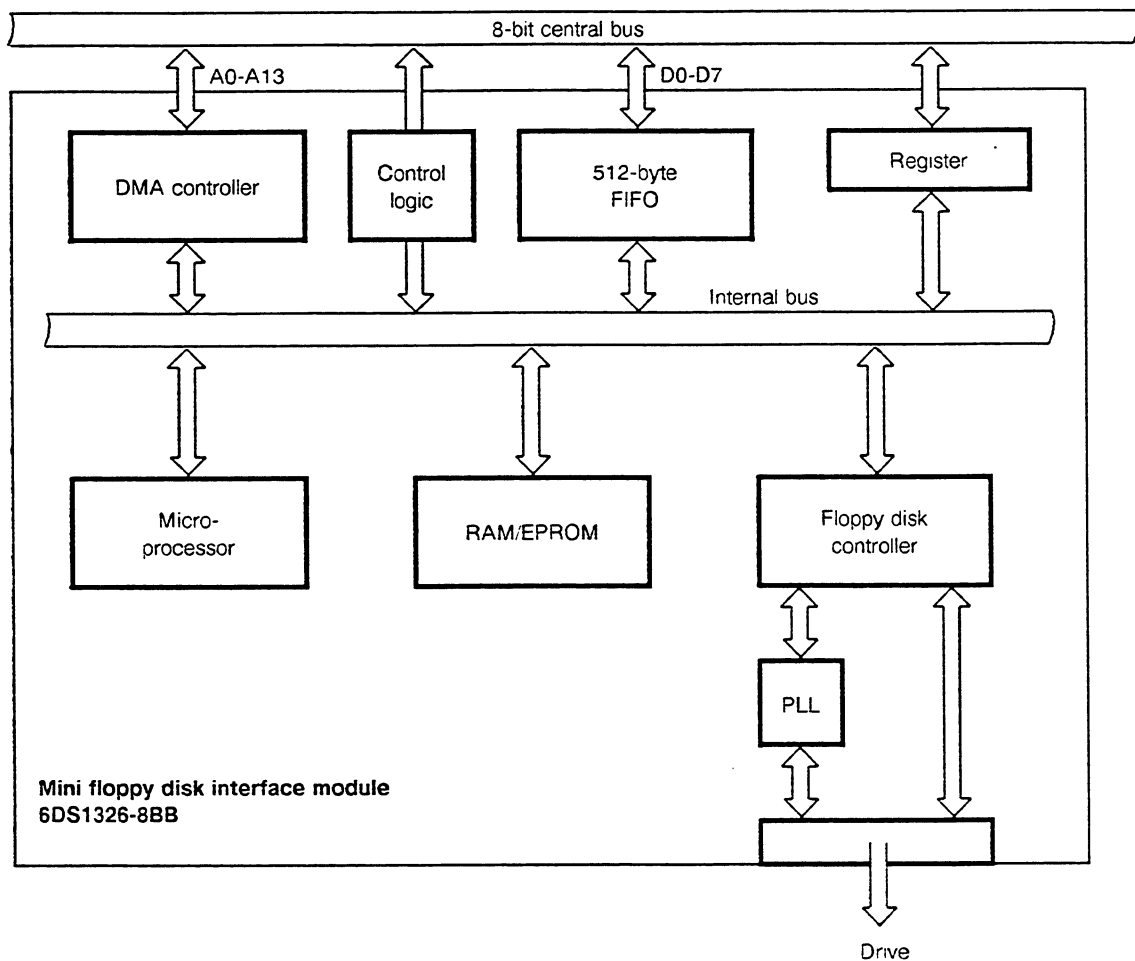 8-bit central bus
A0-A13
D0-D7
DMA controller
Control
logic
512-byte
FIFO
Register
Internal bus
Micro-
processor
RAM/EPROM
Floppy disk
controller
PLL
Mini floppy disk interface module
6DS1326-8BB
Drive